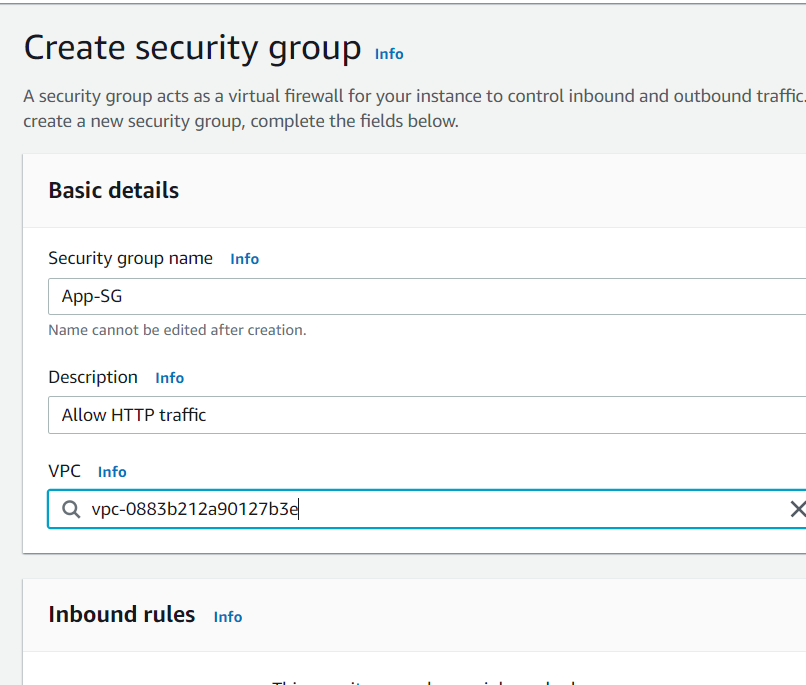 Create security group Info
A security group acts as a virtual firewall for your instance to control inbound and outbound traffic.
create a new security group, complete the fields below.
Basic details
Security group name Info
App-SG
Name cannot be edited after creation.
Description Info
Allow HTTP traffic
VPC Info
vpc-0883b212a90127b3e
Inbound rules Info